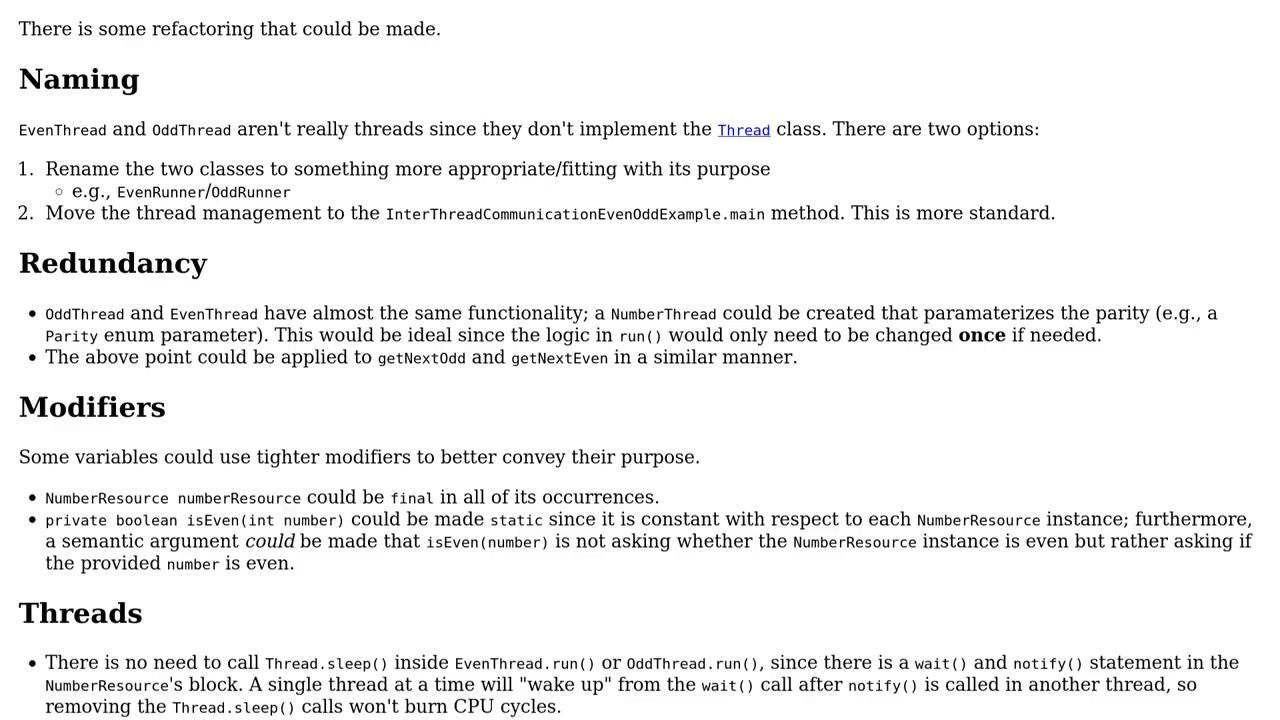 There is some refactoring that could be made.
Naming
EvenThread and OddThread aren't really threads since they don't implement the Thread class. There are two options:
1. Rename the two classes to something more appropriate/fitting with its purpose
◦ e.g., EvenRunner/OddRunner
2. Move the thread management to the InterThreadCommunicationEvenOddExample.main method. This is more standard.
Redundancy
• OddThread and EvenThread have almost the same functionality; a NumberThread could be created that paramaterizes the parity (e.g., a
Parity enum parameter). This would be ideal since the logic in run() would only need to be changed once if needed.
• The above point could be applied to getNextOdd and getNextEven in a similar manner.
Modifiers
Some variables could use tighter modifiers to better convey their purpose.
• NumberResource numberResource could be final in all of its occurrences.
• private boolean isEven(int number) could be made static since it is constant with respect to each NumberResource instance; furthermore,
a semantic argument could be made that isEven(number) is not asking whether the NumberResource instance is even but rather asking if
the provided number is even.
Threads
• There is no need to call Thread.sleep() inside EvenThread.run() or OddThread.run(), since there is a wait() and notify() statement in the
NumberResource's block. A single thread at a time will "wake up" from the wait() call after notify() is called in another thread, so
removing the Thread.sleep() calls won't burn CPU cycles.